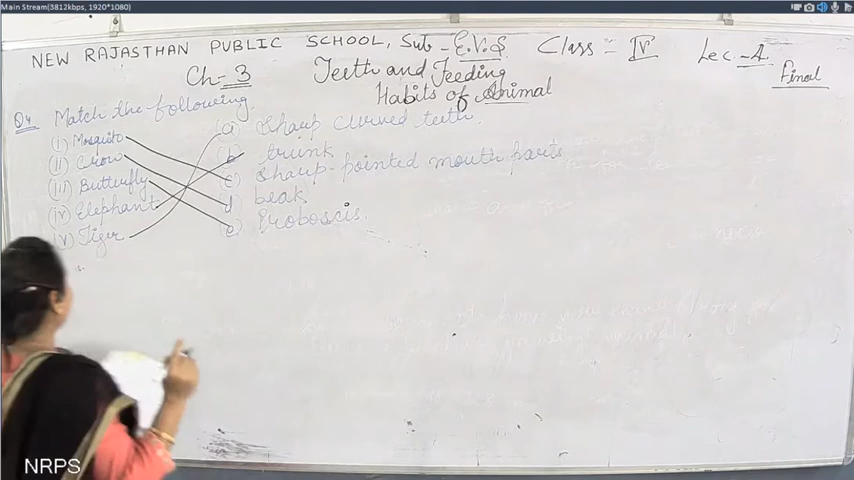 Main Stream(3812kbps, 1920*1080)
NEW RAJASTHAN PUBLIC SCHOOL, Sub - E.V.S Class = IV Lec - 4
Final
Ch - 3 Teeth and Feeding
Habits of Animal
Q4 Match the following.
(i) Mosquito (a) Sharp curved teeth.
(ii) Crow b) trunk
(iii) Butterfly c) Sharp-pointed mouth parts
(iv) Elephant d) beak
(v) Tiger e) Proboscis.
NRPS